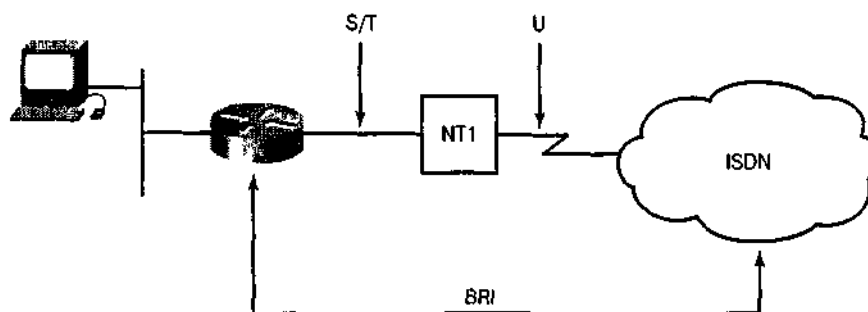 S/T
U
NT1
ISDN
BRI